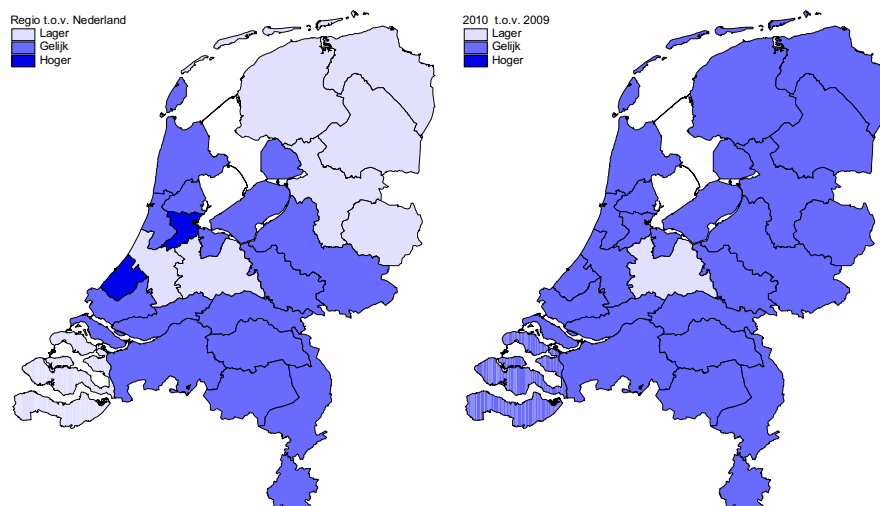 Regio t.o.v. Nederland
Lager
Gelijk
Hoger
2010 t.o.v. 2009
Lager
Gelijk
Hoger